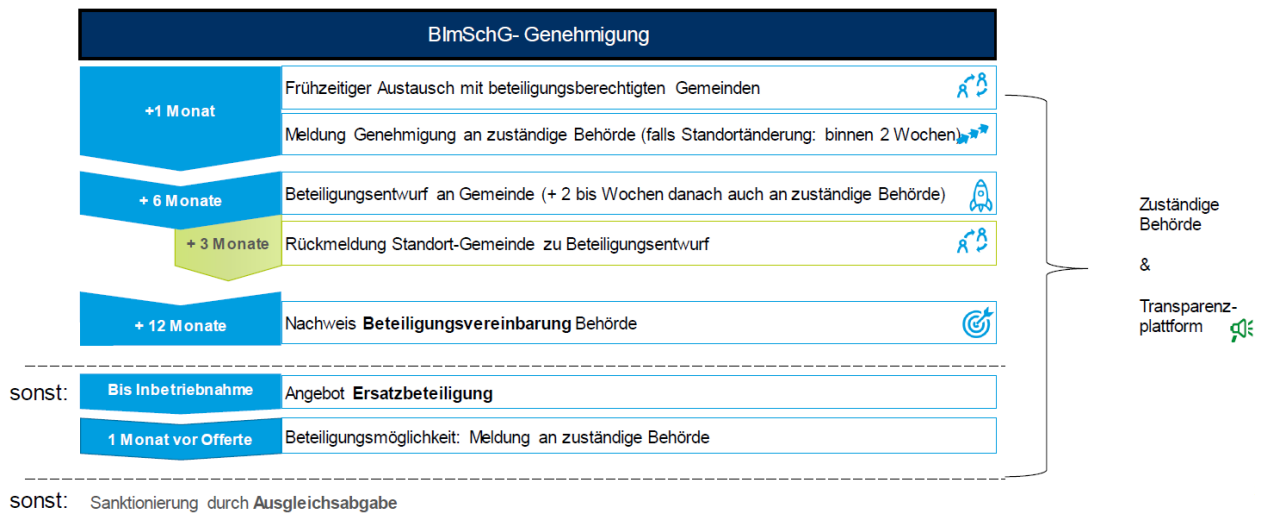 BImSchG- Genehmigung
+1 Monat
Frühzeitiger Austausch mit beteiligungsberechtigten Gemeinden
Meldung Genehmigung an zuständige Behörde (falls Standortänderung: binnen 2 Wochen)
+ 6 Monate
Beteiligungsentwurf an Gemeinde (+ 2 bis Wochen danach auch an zuständige Behörde)
+ 3 Monate
Rückmeldung Standort-Gemeinde zu Beteiligungsentwurf
+ 12 Monate
Nachweis Beteiligungsvereinbarung Behörde
sonst:
Bis Inbetriebnahme
Angebot Ersatzbeteiligung
1 Monat vor Offerte
Beteiligungsmöglichkeit: Meldung an zuständige Behörde
sonst:
Sanktionierung durch Ausgleichsabgabe
Zuständige
Behörde
&
Transparenz-
plattform